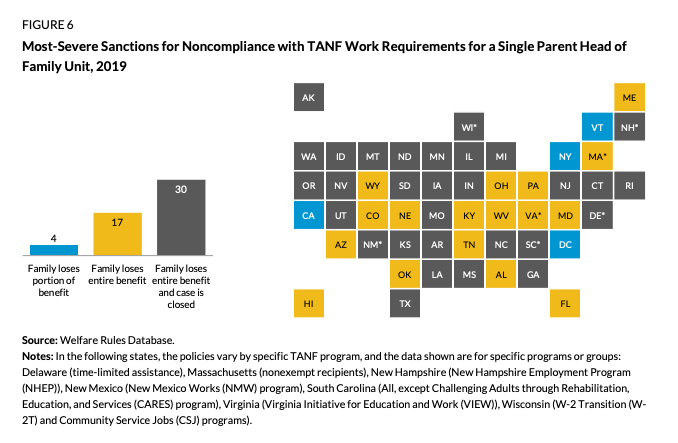 FIGURE 6
Most-Severe Sanctions for Noncompliance with TANF Work Requirements for a Single Parent Head of
Family Unit, 2019
AK ME
WI* VT NH*
WA ID MT ND MN IL MI NY MA*
OR NV WY SD IA IN OH PA NJ CT RI
CA UT CO NE MO KY WV VA* MD DE*
AZ NM* KS AR TN NC SC* DC
OK LA MS AL GA
HI TX FL
4 17 30
Family loses portion of benefit
Family loses entire benefit
Family loses entire benefit and case is closed
Source: Welfare Rules Database.
Notes: In the following states, the policies vary by specific TANF program, and the data shown are for specific programs or groups:
Delaware (time-limited assistance), Massachusetts (nonexempt recipients), New Hampshire (New Hampshire Employment Program
(NHEP)), New Mexico (New Mexico Works (NMW) program), South Carolina (All, except Challenging Adults through Rehabilitation,
Education, and Services (CARES) program), Virginia (Virginia Initiative for Education and Work (VIEW)), Wisconsin (W-2 Transition (W-
2T) and Community Service Jobs (CSJ) programs).